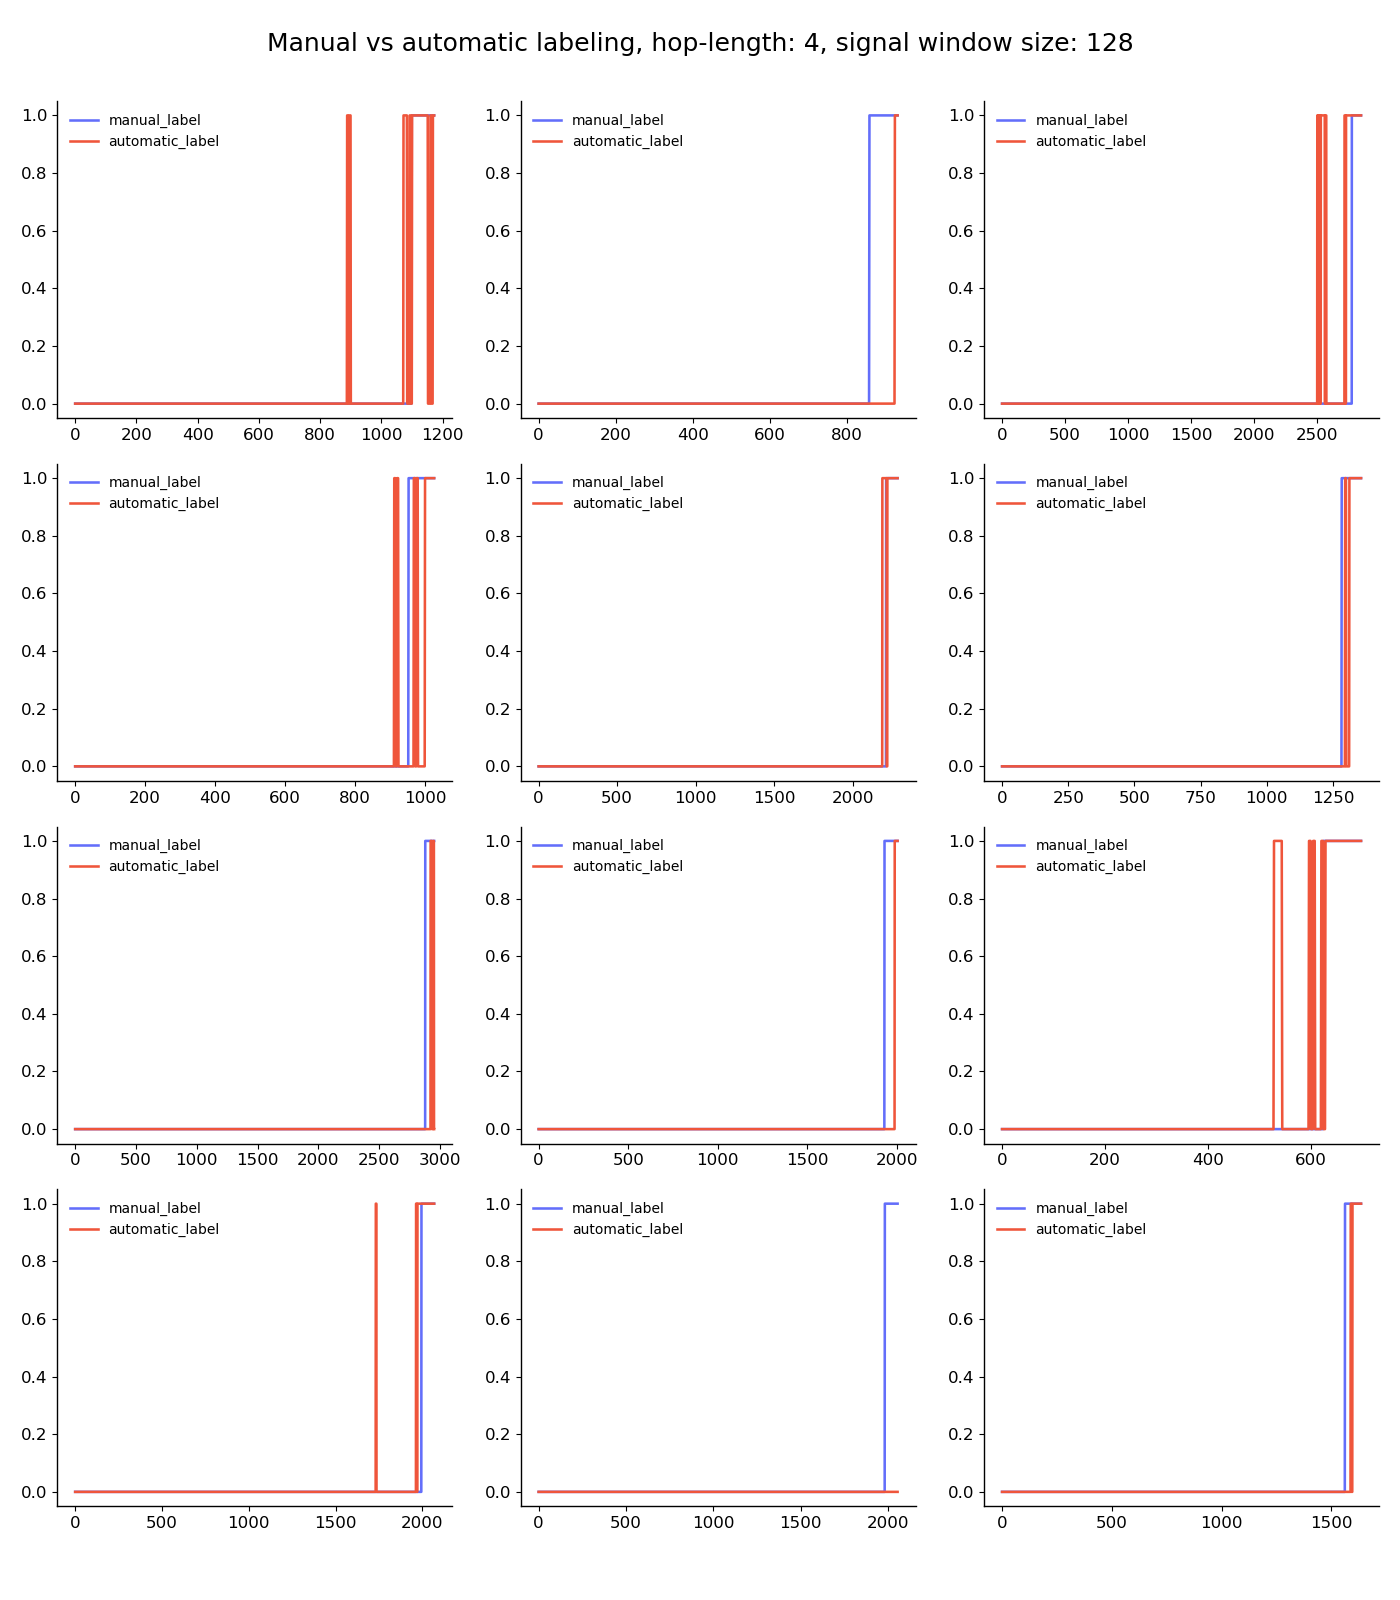 Manual vs automatic labeling, hop-length: 4, signal window size: 128
1.0 manual_label 1.0 manual_label 1.0 manual_label
automatic_label automatic_label automatic_label
0.8 0.8 0.8
0.6 0.6 0.6
0.4 0.4 0.4
0.2 0.2 0.2
0.0 0.0 0.0
0 200 400 600 800 1000 1200 0 200 400 600 800 0 500 1000 1500 2000 2500
1.0 manual_label 1.0 manual_label 1.0 manual_label
automatic_label automatic_label automatic_label
0.8 0.8 0.8
0.6 0.6 0.6
0.4 0.4 0.4
0.2 0.2 0.2
0.0 0.0 0.0
0 200 400 600 800 1000 0 500 1000 1500 2000 0 250 500 750 1000 1250
1.0 manual_label 1.0 manual_label 1.0 manual_label
automatic_label automatic_label automatic_label
0.8 0.8 0.8
0.6 0.6 0.6
0.4 0.4 0.4
0.2 0.2 0.2
0.0 0.0 0.0
0 500 1000 1500 2000 2500 3000 0 500 1000 1500 2000 0 200 400 600
1.0 manual_label 1.0 manual_label 1.0 manual_label
automatic_label automatic_label automatic_label
0.8 0.8 0.8
0.6 0.6 0.6
0.4 0.4 0.4
0.2 0.2 0.2
0.0 0.0 0.0
0 500 1000 1500 2000 0 500 1000 1500 2000 0 500 1000 1500